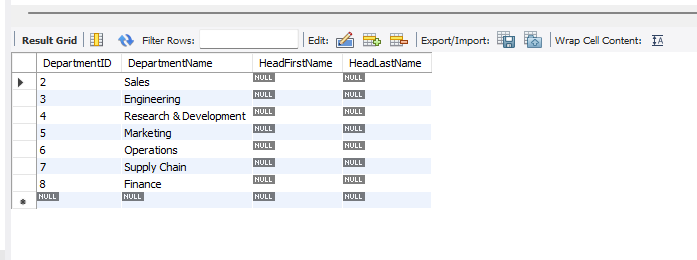 Result Grid Filter Rows: Edit: Export/Import: Wrap Cell Content: IA
DepartmentID DepartmentName HeadFirstName HeadLastName
2 Sales NULL NULL
3 Engineering NULL NULL
4 Research & Development NULL NULL
5 Marketing NULL NULL
6 Operations NULL NULL
7 Supply Chain NULL NULL
8 Finance NULL NULL
NULL NULL NULL NULL